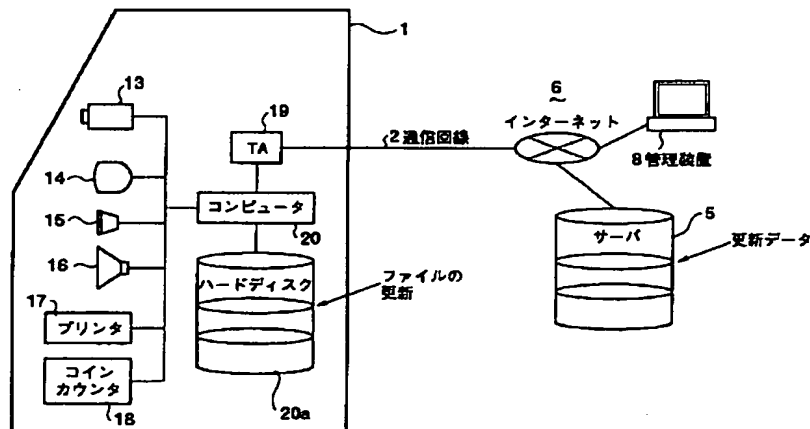 1
13
6
19
インターネット
TA
2通信回線
8管理装置
14
コンピュータ
15
20
サーバ
5
更新データ
16
ハードディスク
ファイルの
更新
17
プリンタ
コイン
カウンタ
18
20a